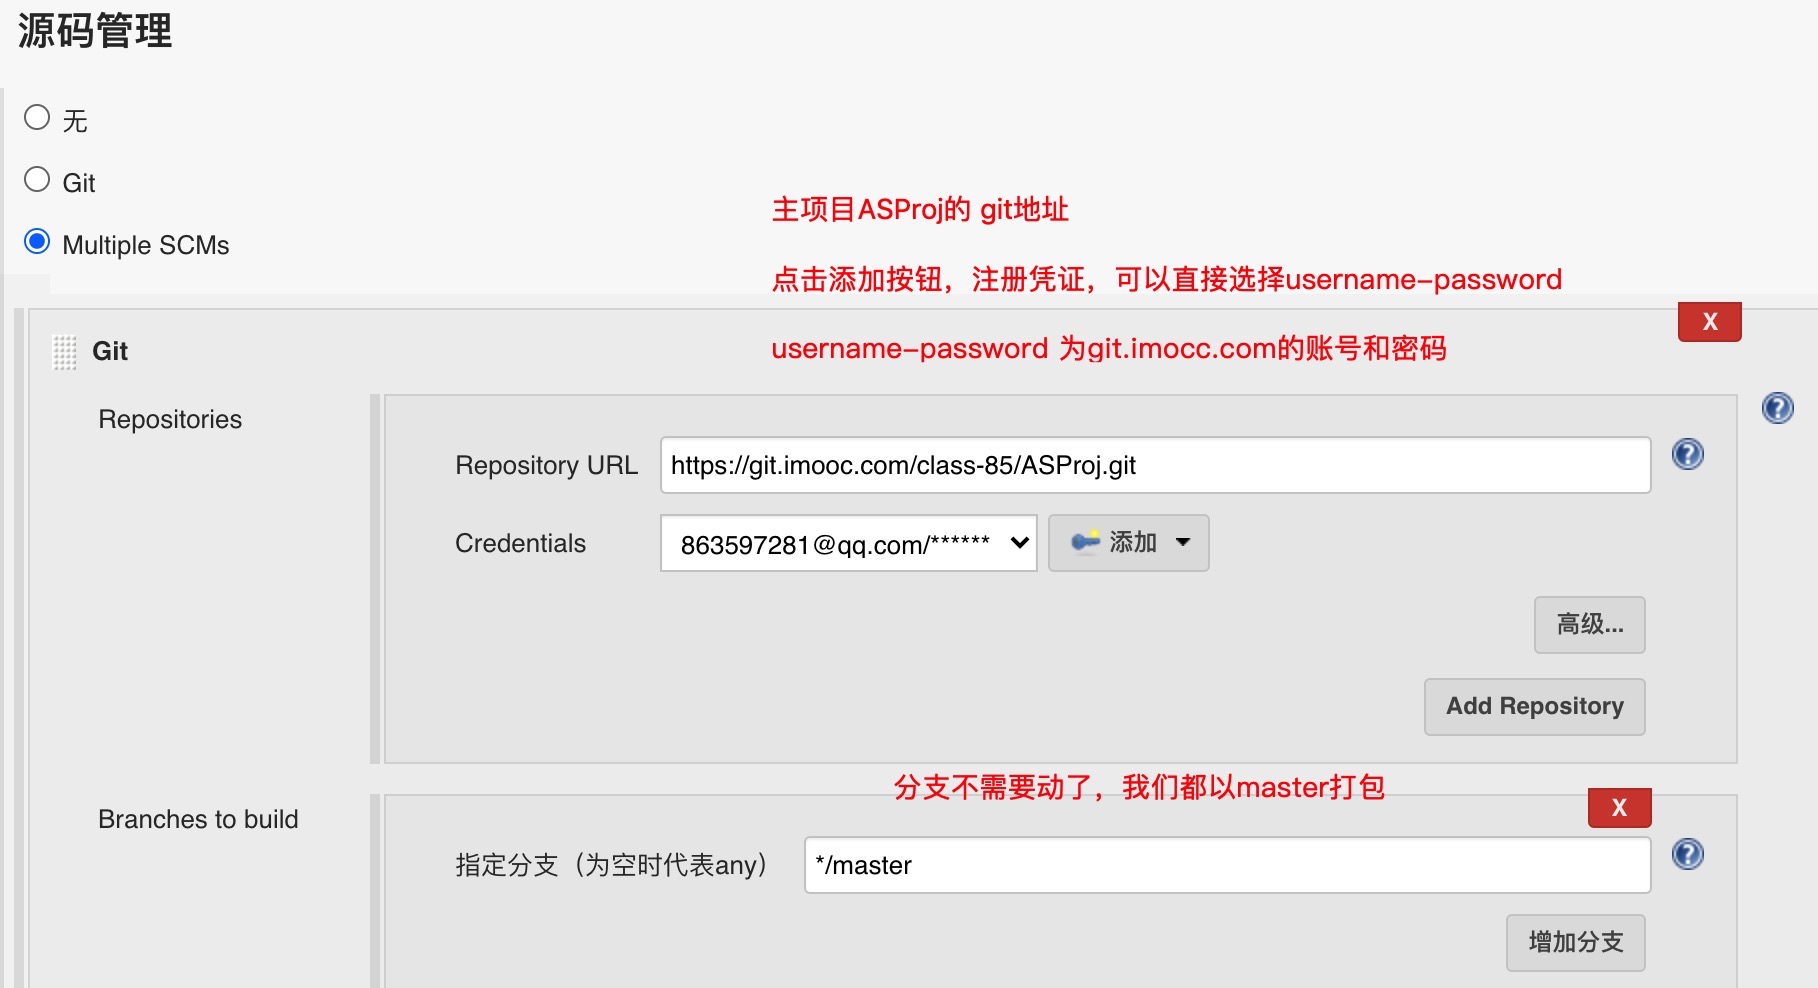 源码管理
无
Git
Multiple SCMs
主项目ASProj的 git地址
点击添加按钮，注册凭证，可以直接选择username-password
username-password 为git.imocc.com的账号和密码
X
Git
Repositories
Repository URL
https://git.imooc.com/class-85/ASProj.git
Credentials
863597281@qq.com/******
添加
高级...
Add Repository
分支不需要动了，我们都以master打包
X
Branches to build
指定分支（为空时代表any）
*/master
增加分支